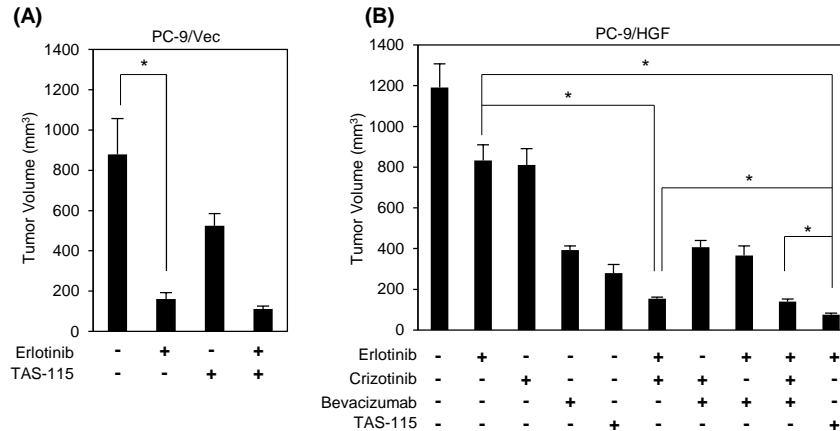 (A)
PC-9/Vec
Tumor Volume (mm³)
1400
1200
1000
800
600
400
200
0
*
Erlotinib - + - +
TAS-115 - - + +
(B)
PC-9/HGF
Tumor Volume (mm³)
1400
1200
1000
800
600
400
200
0
*
*
*
*
Erlotinib - + - - - + - + + +
Crizotinib - - + - - + + - + -
Bevacizumab - - - + - - + + + -
TAS-115 - - - - + - - - - +